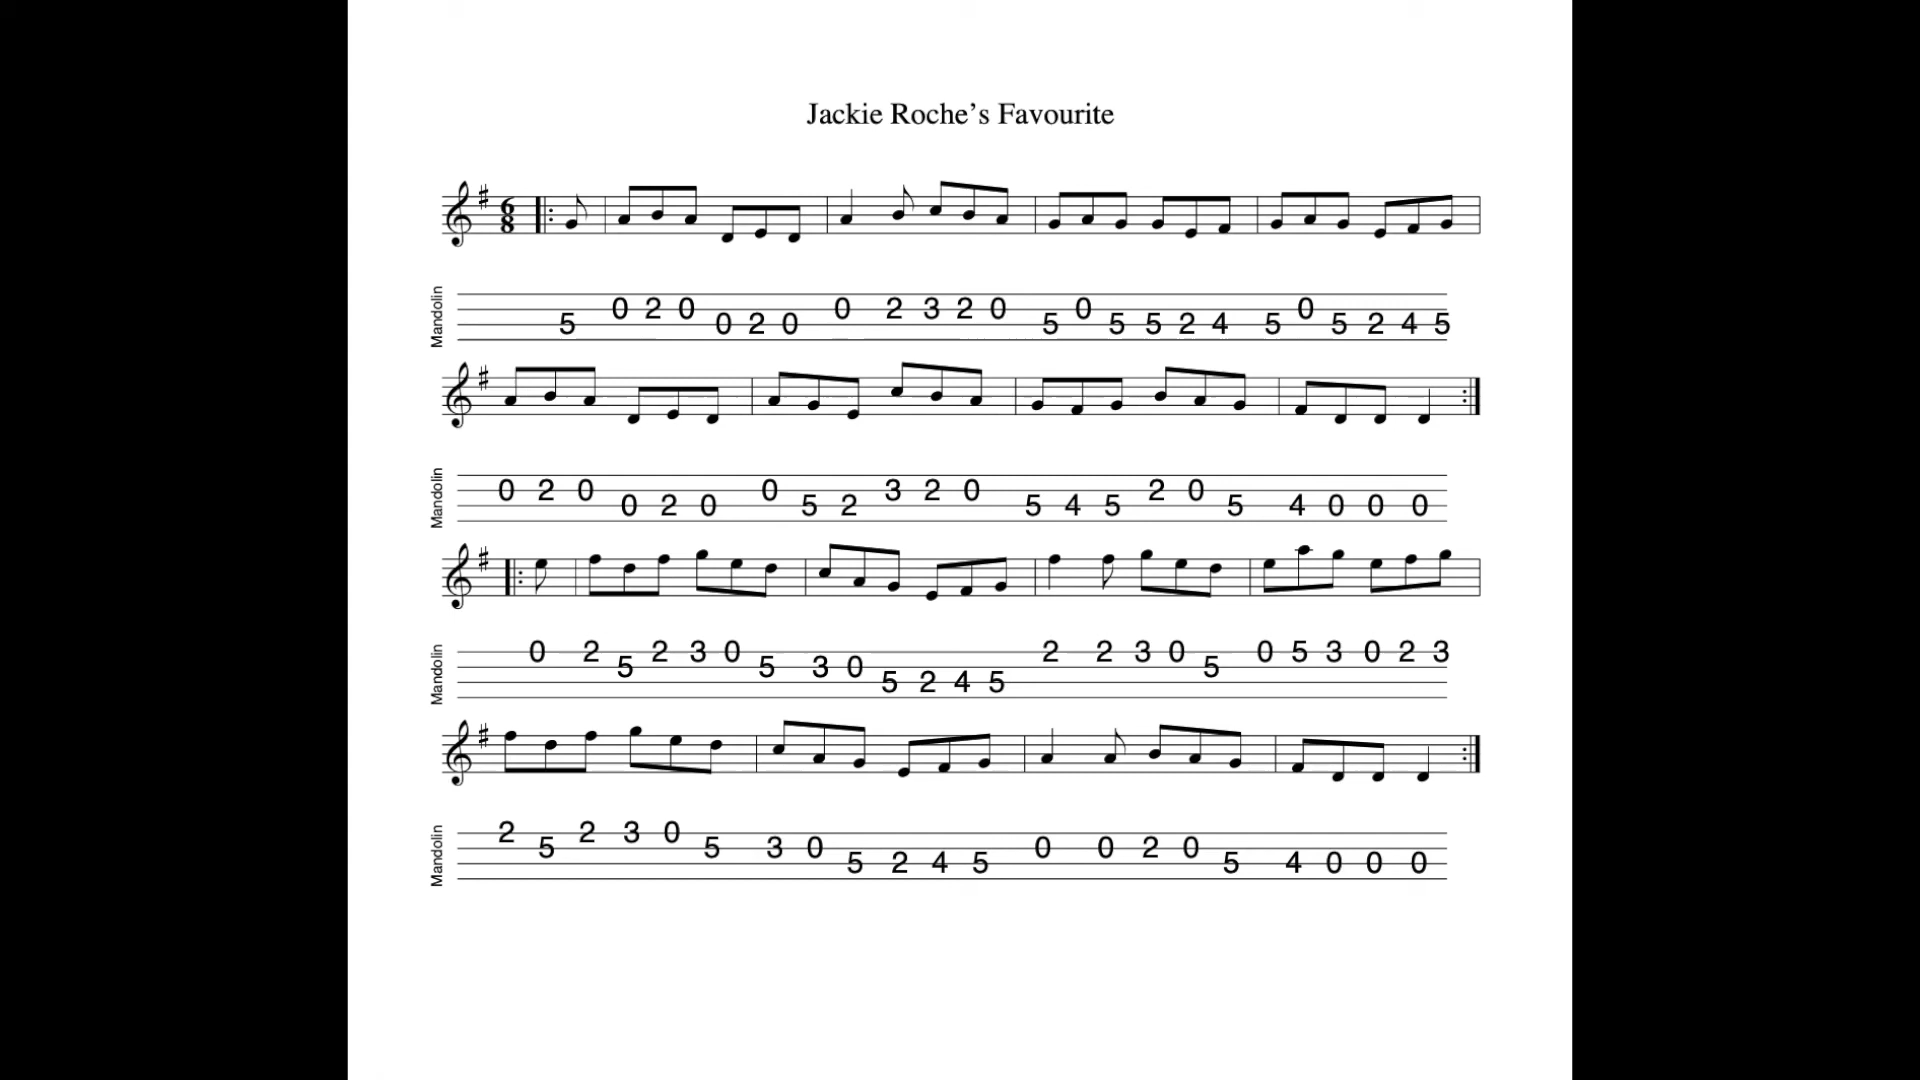 Jackie Roche’s Favourite
6
8
Mandolin
5 0 2 0 0 2 0 0 2 3 2 0 5 0 5 5 2 4 5 0 5 2 4 5
Mandolin
0 2 0 0 2 0 0 5 2 3 2 0 5 4 5 2 0 5 4 0 0 0
Mandolin
0 2 5 2 3 0 5 3 0 5 2 4 5 2 2 3 0 5 0 5 3 0 2 3
Mandolin
2 5 2 3 0 5 3 0 5 2 4 5 0 0 2 0 5 4 0 0 0